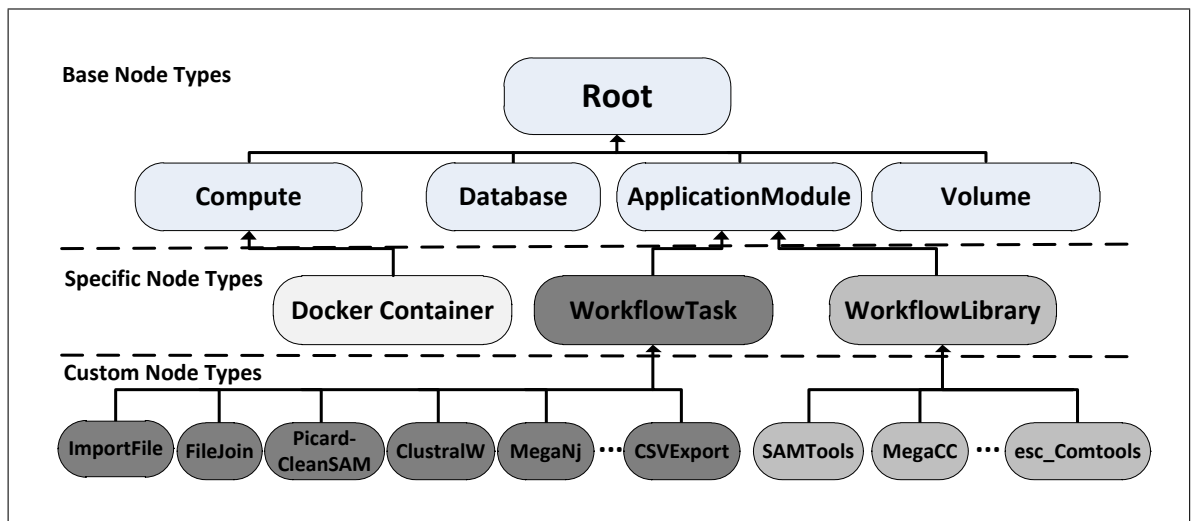 Base Node Types
Root
Compute
Database
ApplicationModule
Volume
Specific Node Types
Docker Container
WorkflowTask
WorkflowLibrary
Custom Node Types
ImportFile
FileJoin
Picard-
CleanSAM
ClustralW
MegaNj
...
CSVExport
SAMTools
MegaCC
...
esc_Comtools